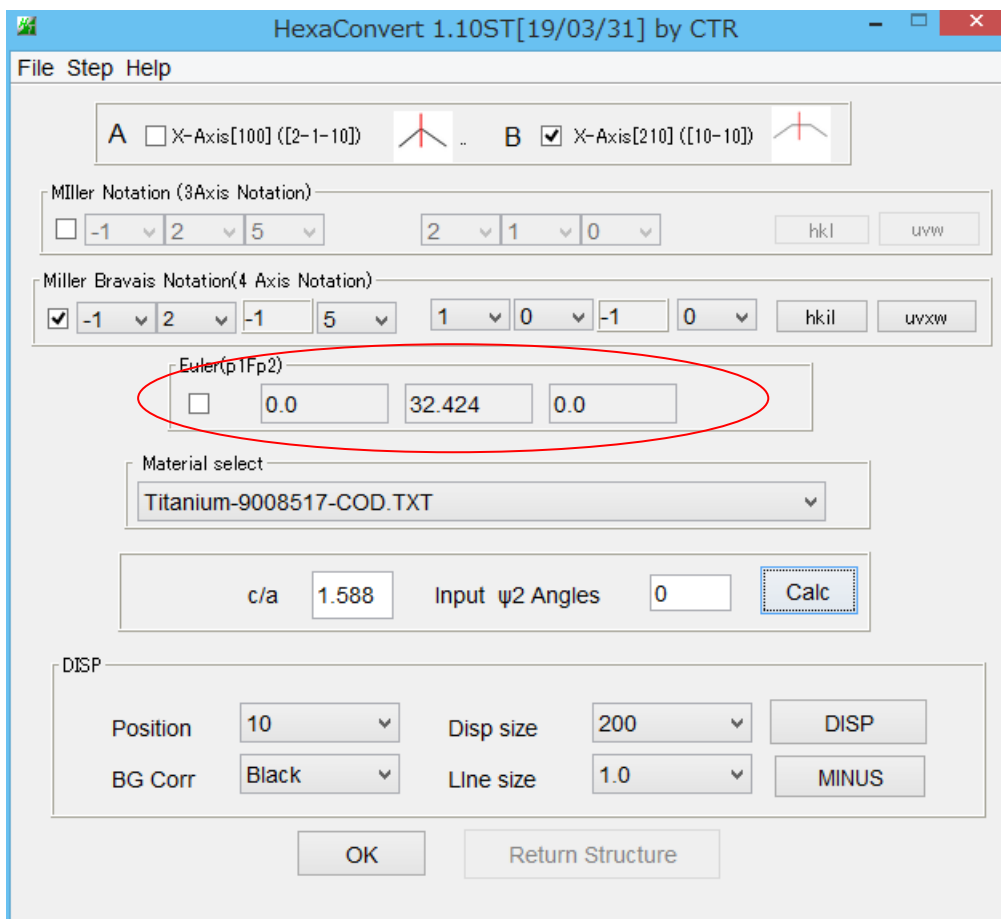 HexaConvert 1.10ST[19/03/31] by CTR
File Step Help
A X-Axis[100] ([2-1-10]) .. B X-Axis[210] ([10-10])
MIller Notation (3Axis Notation)
-1 2 5 2 1 0 hkl uvw
Miller Bravais Notation(4 Axis Notation)
-1 2 -1 5 1 0 -1 0 hkil uvxw
Euler(p1Fp2)
0.0 32.424 0.0
Material select
Titanium-9008517-COD.TXT
c/a 1.588 Input ψ2 Angles 0 Calc
DISP
Position 10 Disp size 200 DISP
BG Corr Black LIne size 1.0 MINUS
OK Return Structure